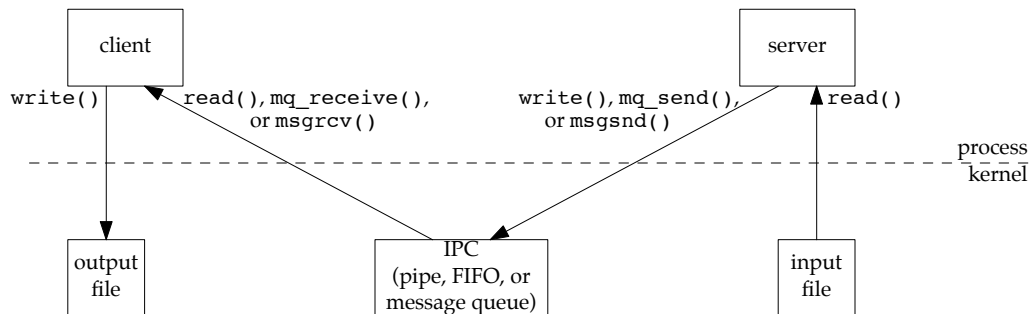 client
server
write()
read(), mq_receive(),
or msgrcv()
write(), mq_send(),
or msgsnd()
read()
process
kernel
output
file
IPC
(pipe, FIFO, or
message queue)
input
file